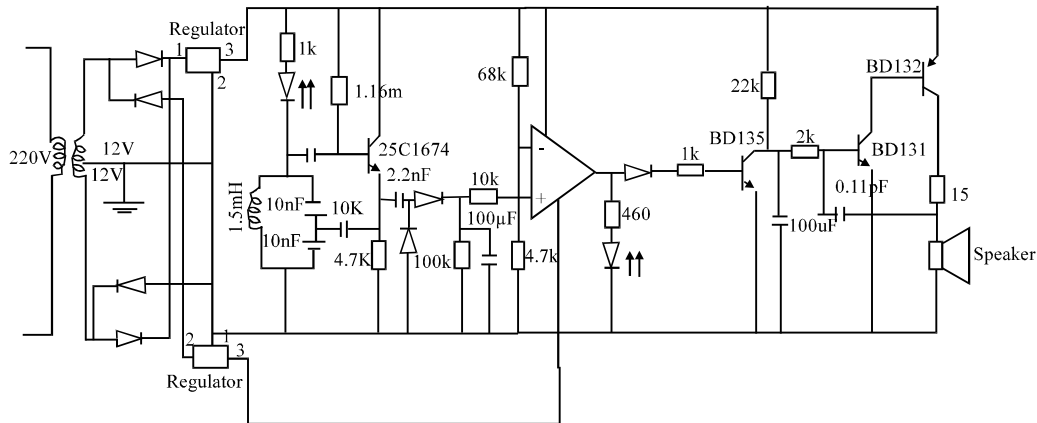 Regulator
1
3
2
220V
12V
12V
1k
1.16m
25C1674
2.2nF
1.5mH
10nF
10nF
10K
4.7K
100k
10k
100µF
68k
-
+
4.7k
460
1k
BD135
22k
2k
BD132
BD131
0.11pF
100uF
15
Speaker
2
1
3
Regulator